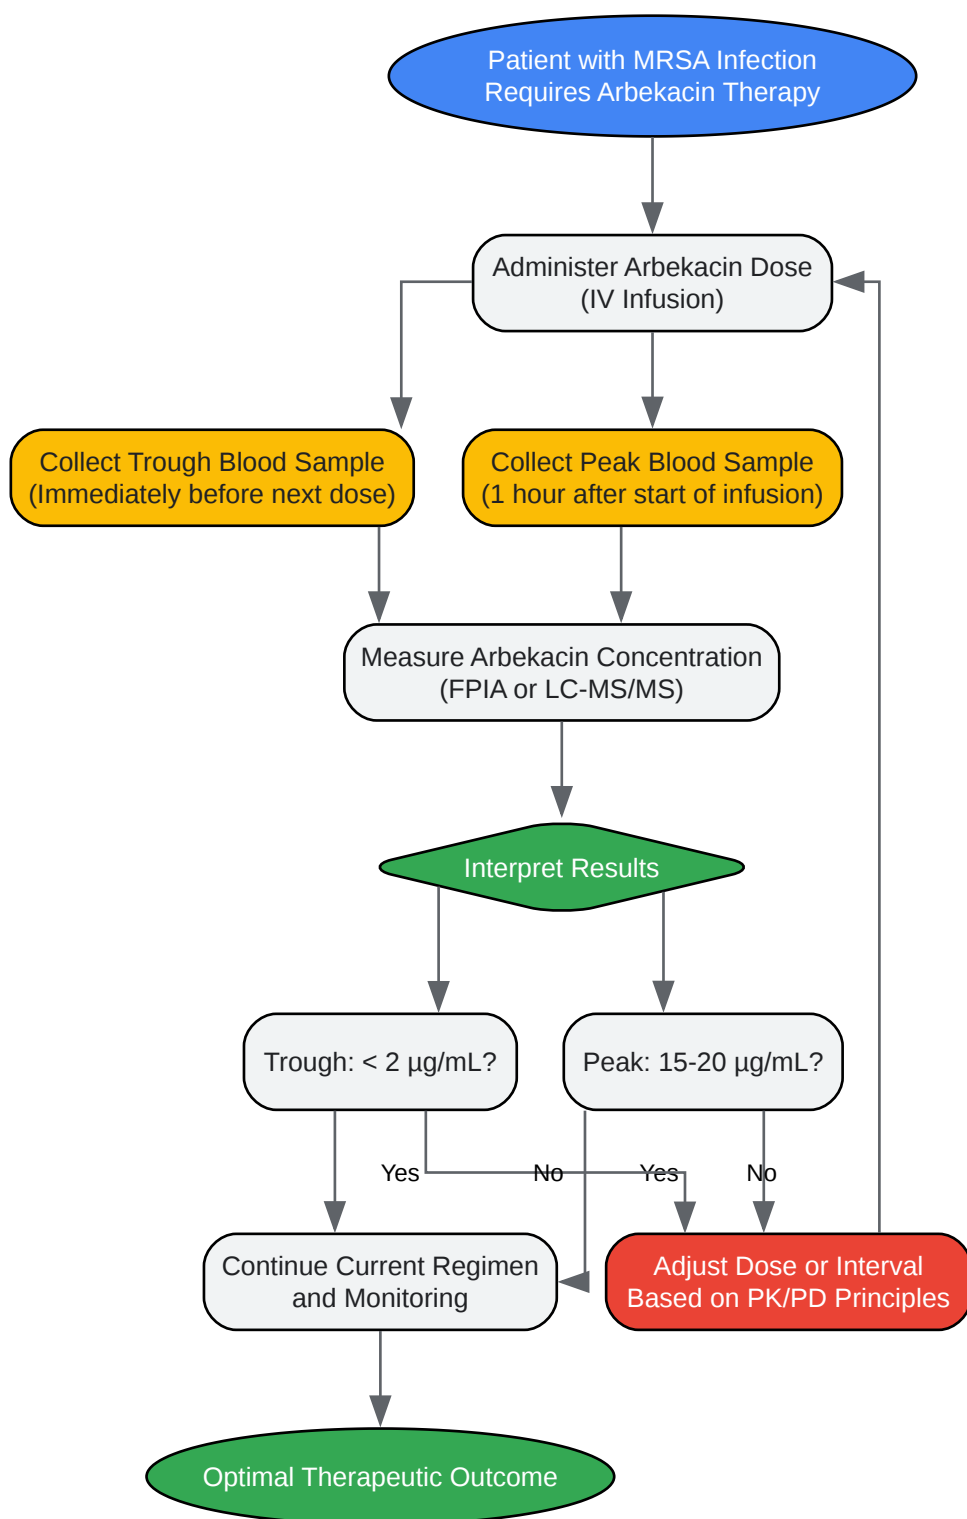 Patient with MRSA Infection
Requires Arbekacin Therapy
Administer Arbekacin Dose
(IV Infusion)
Collect Trough Blood Sample
(Immediately before next dose)
Collect Peak Blood Sample
(1 hour after start of infusion)
Measure Arbekacin Concentration
(FPIA or LC-MS/MS)
Interpret Results
Trough: < 2 µg/mL?
Peak: 15-20 µg/mL?
Yes
No
Yes
No
Continue Current Regimen
and Monitoring
Adjust Dose or Interval
Based on PK/PD Principles
Optimal Therapeutic Outcome